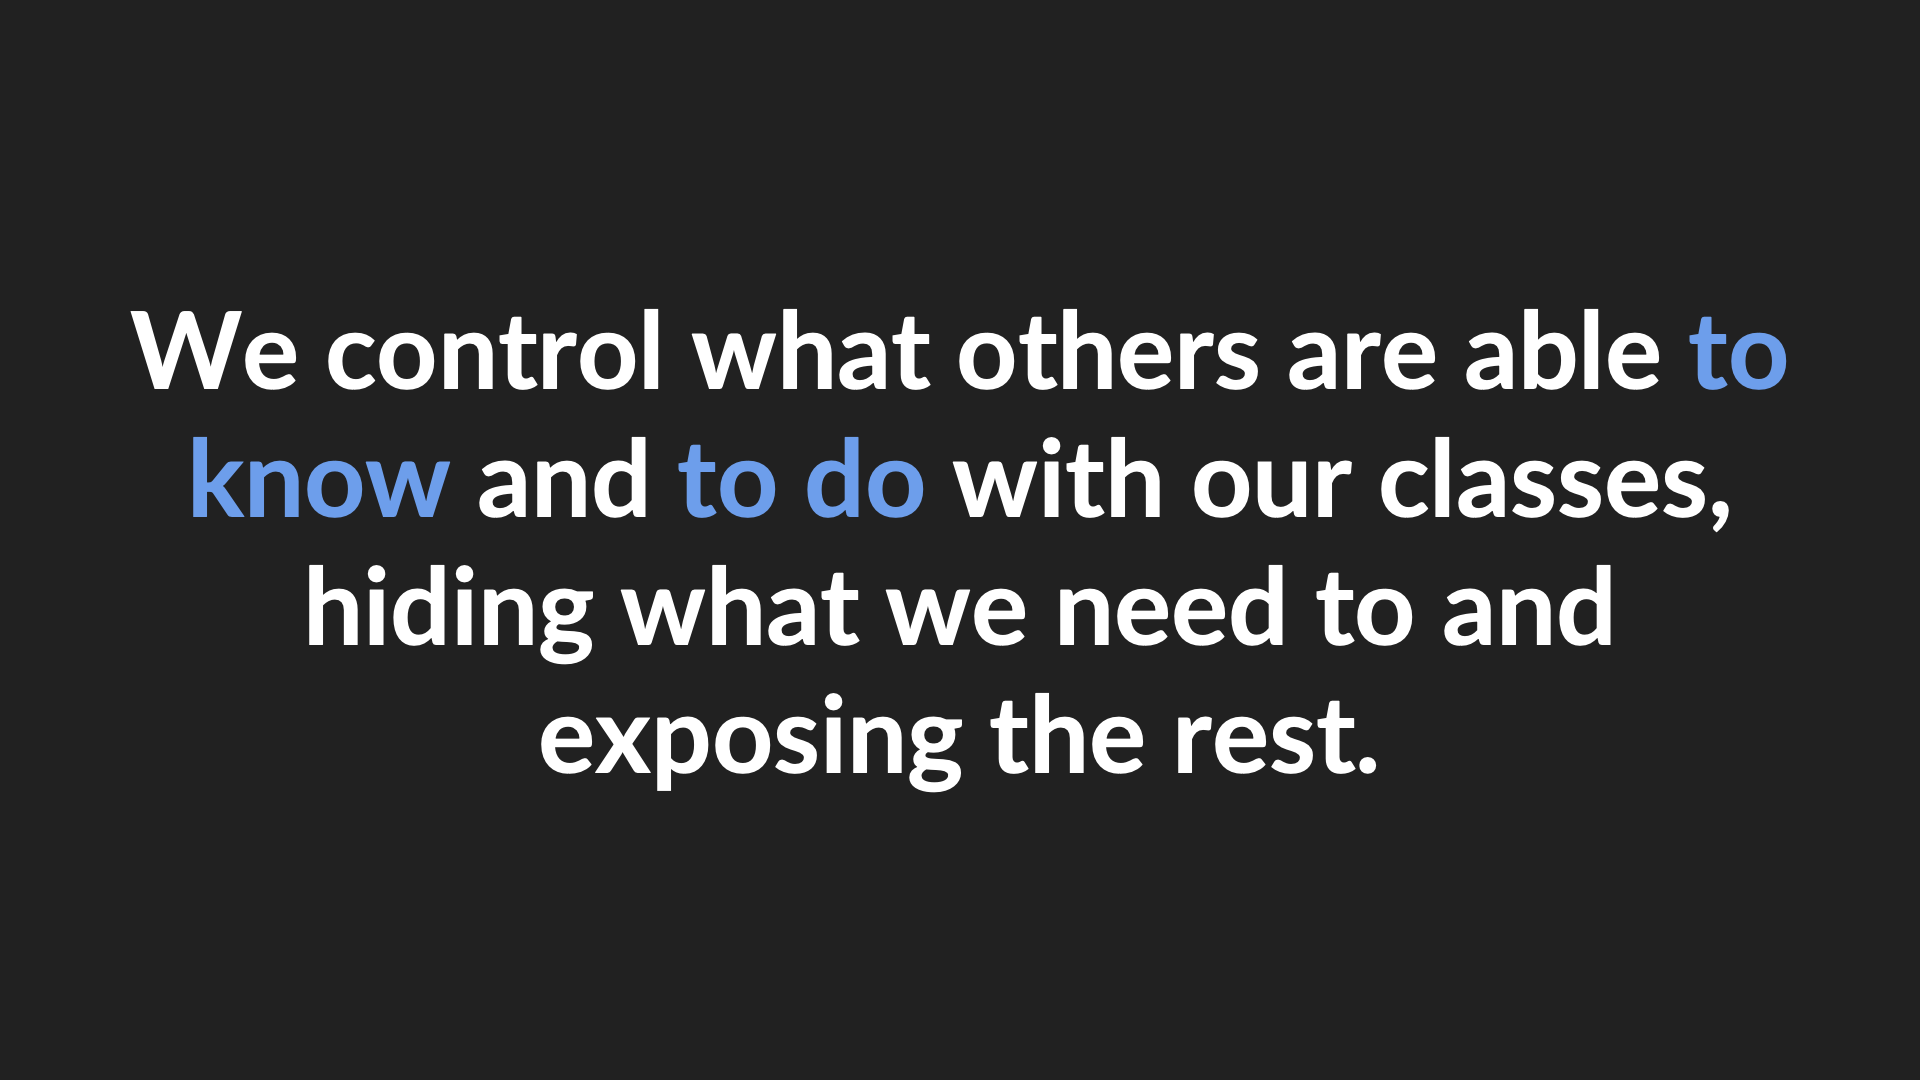 We control what others are able to
know and to do with our classes,
hiding what we need to and
exposing the rest.